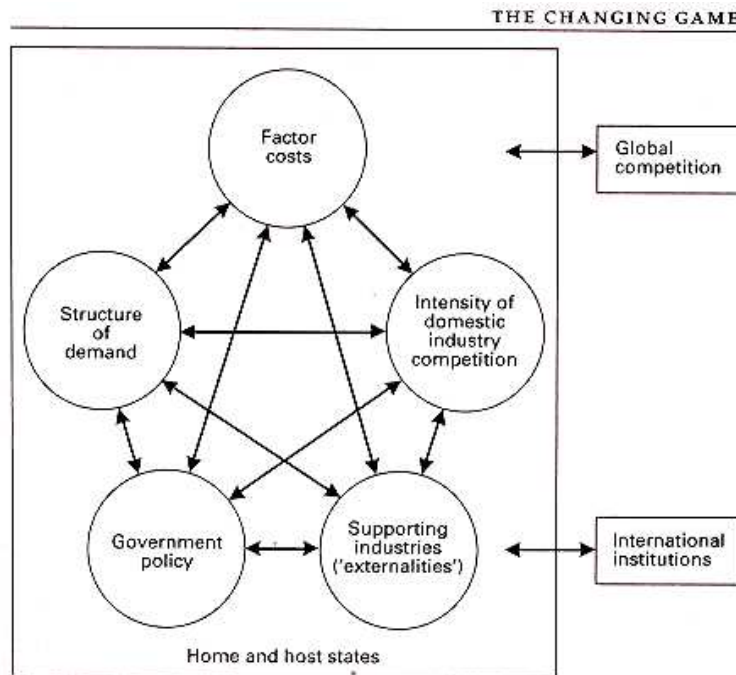 THE CHANGING GAME
Factor
costs
Global
competition
Structure
of
demand
Intensity of
domestic
industry
competition
Government
policy
Supporting
industries
('externalities')
International
institutions
Home and host states